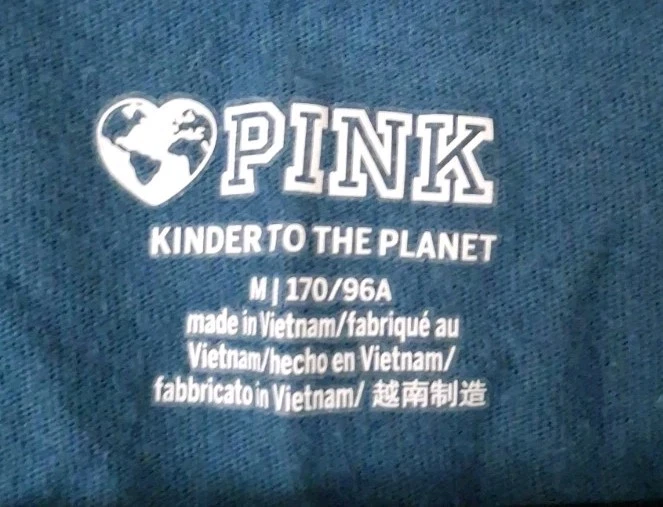 PINK
KINDER TO THE PLANET
M | 170/96A
made in Vietnam/fabriqué au
Vietnam/hecho en Vietnam/
fabbricato in Vietnam/ 越南制造